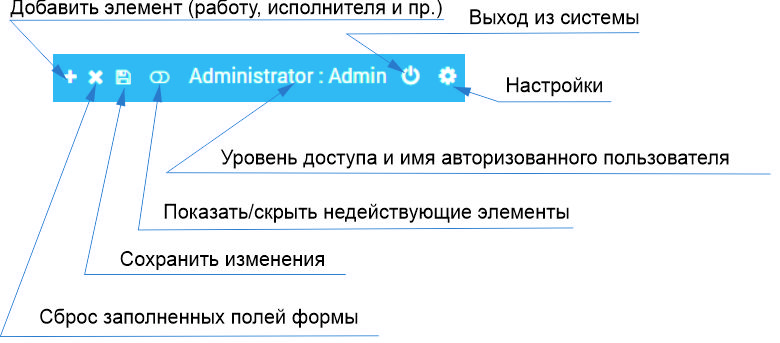 Добавить элемент (работу, исполнителя и пр.)
Выход из системы
Administrator : Admin
Настройки
Уровень доступа и имя авторизованного пользователя
Показать/скрыть недействующие элементы
Сохранить изменения
Сброс заполненных полей формы